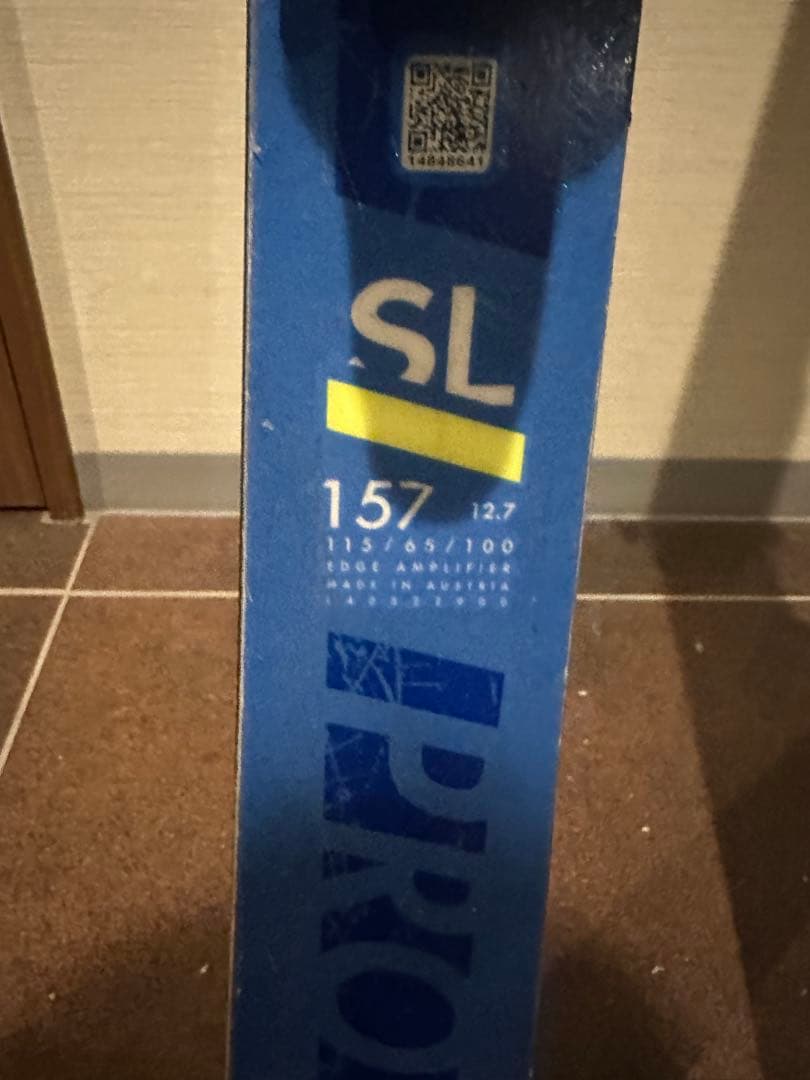 14848641
SL
157 12.7
115/65/100
EDGE AMPLIFIER
MADE IN AUSTRIA
PRO